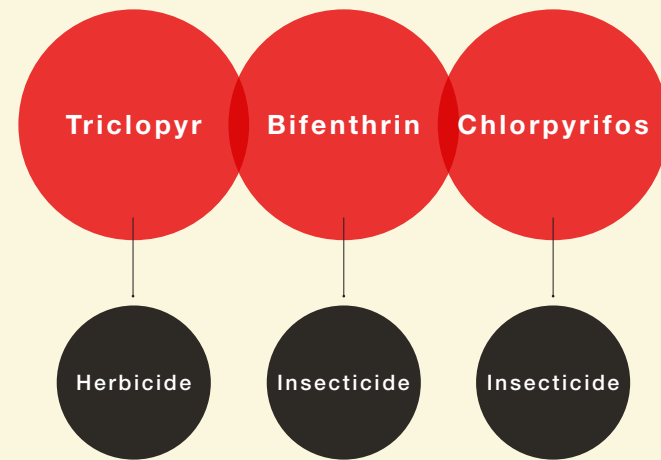 Triclopyr
Bifenthrin
Chlorpyrifos
Herbicide
Insecticide
Insecticide